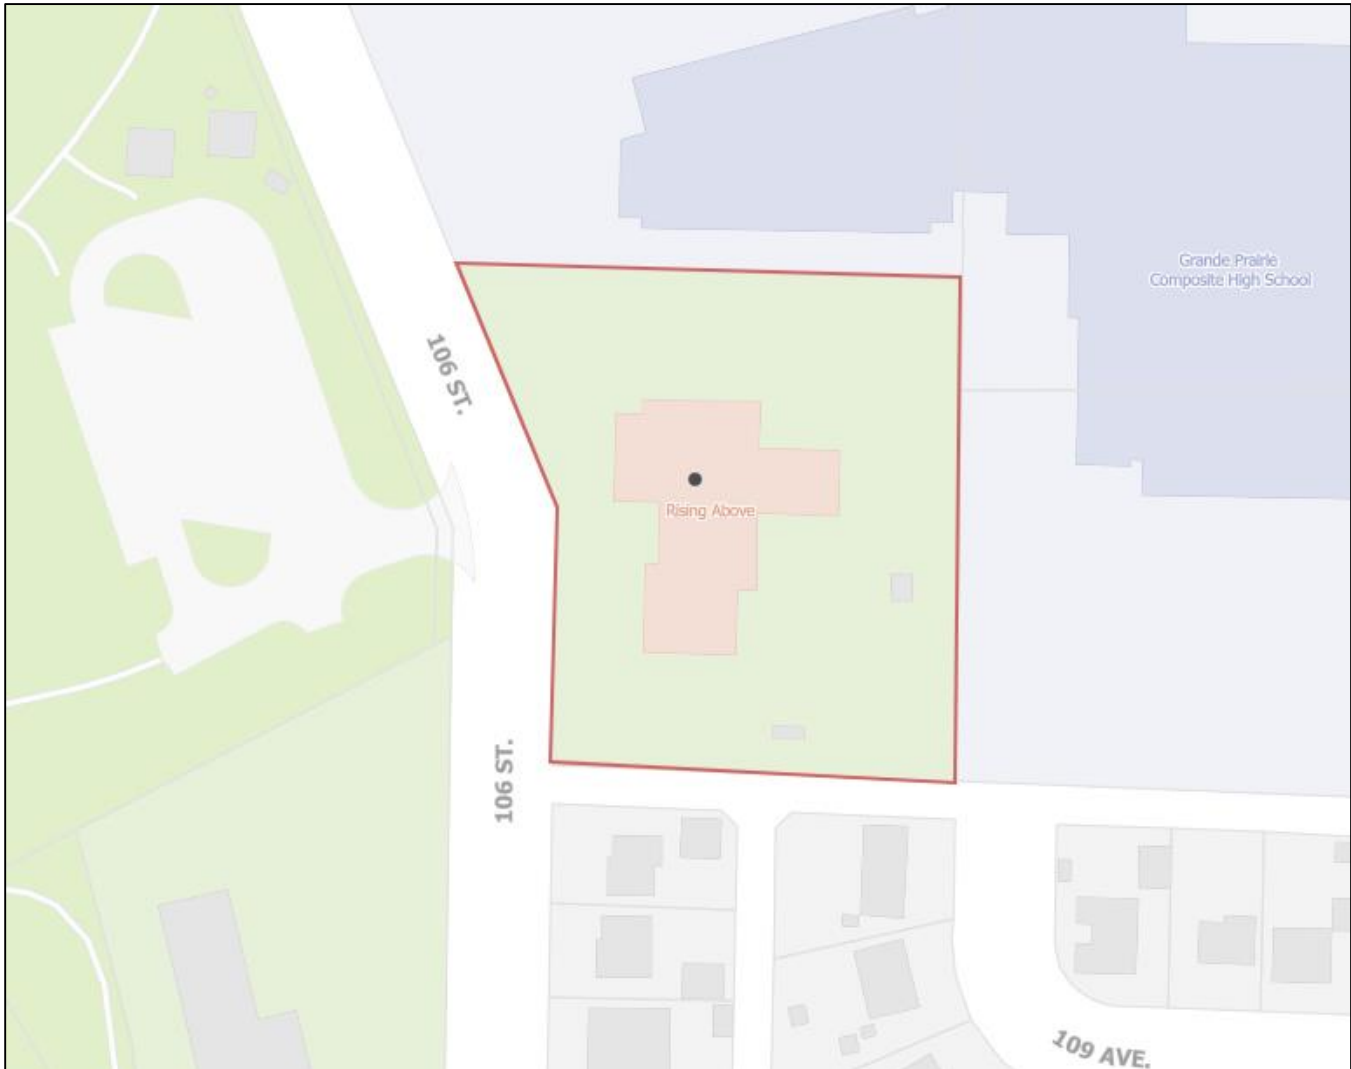 Grande Prairie
Composite High School
106 ST.
Rising Above
106 ST.
109 AVE.